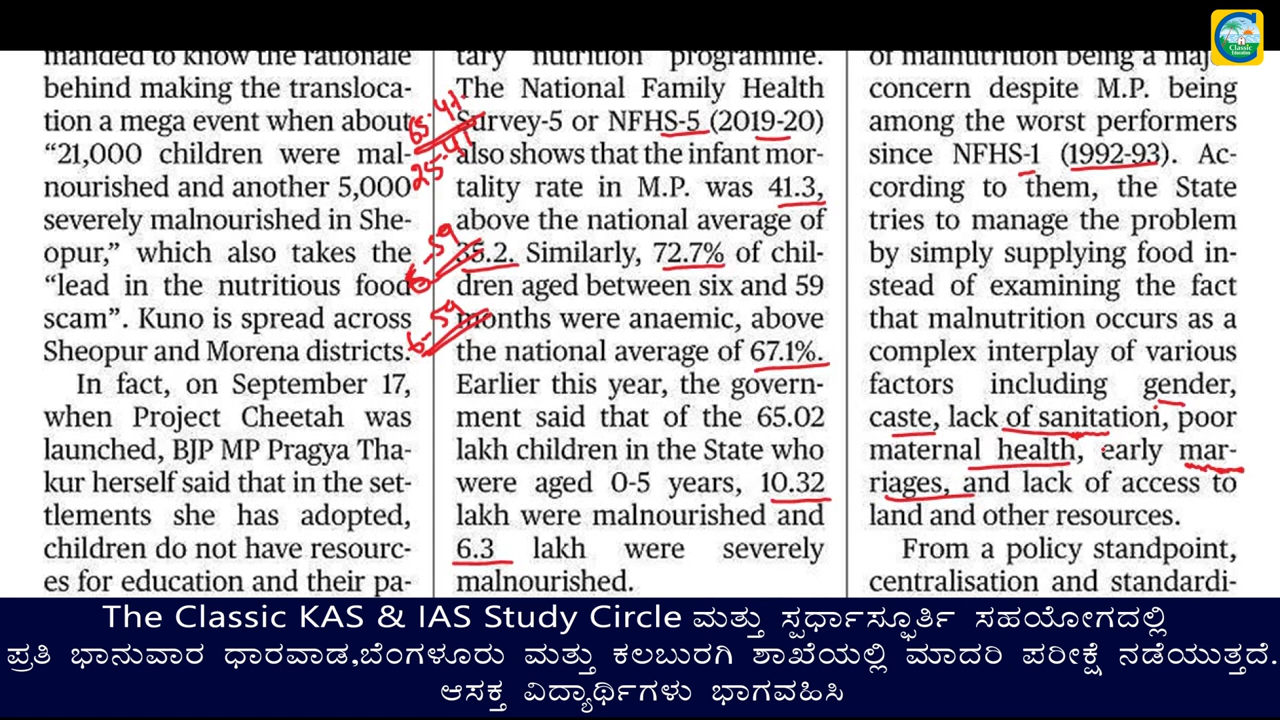 manded to know the rationale
behind making the transloca-
tion a mega event when about
“21,000 children were mal-
nourished and another 5,000
severely malnourished in She-
opur,” which also takes the
“lead in the nutritious food
scam”. Kuno is spread across
Sheopur and Morena districts.
In fact, on September 17,
when Project Cheetah was
launched, BJP MP Pragya Tha-
kur herself said that in the set-
tlements she has adopted,
children do not have resourc-
es for education and their pa-
tary nutrition programme.
The National Family Health
Survey-5 or NFHS-5 (2019-20)
also shows that the infant mor-
tality rate in M.P. was 41.3,
above the national average of
35.2. Similarly, 72.7% of chil-
dren aged between six and 59
months were anaemic, above
the national average of 67.1%.
Earlier this year, the govern-
ment said that of the 65.02
lakh children in the State who
were aged 0-5 years, 10.32
lakh were malnourished and
6.3 lakh were severely
malnourished.
of malnutrition being a major
concern despite M.P. being
among the worst performers
since NFHS-1 (1992-93). Ac-
cording to them, the State
tries to manage the problem
by simply supplying food in-
stead of examining the fact
that malnutrition occurs as a
complex interplay of various
factors including gender,
caste, lack of sanitation, poor
maternal health, early mar-
riages, and lack of access to
land and other resources.
From a policy standpoint,
centralisation and standardi-
6-59
6-59
Classic
Education
The Classic KAS & IAS Study Circle ಮತ್ತು ಸ್ಪರ್ಧಾಸ್ಫೂರ್ತಿ ಸಹಯೋಗದಲ್ಲಿ
ಪ್ರತಿ ಭಾನುವಾರ ಧಾರವಾಡ,ಬೆಂಗಳೂರು ಮತ್ತು ಕಲಬುರಗಿ ಶಾಖೆಯಲ್ಲಿ ಮಾದರಿ ಪರೀಕ್ಷೆ ನಡೆಯುತ್ತದೆ.
ಆಸಕ್ತ ವಿದ್ಯಾರ್ಥಿಗಳು ಭಾಗವಹಿಸಿ